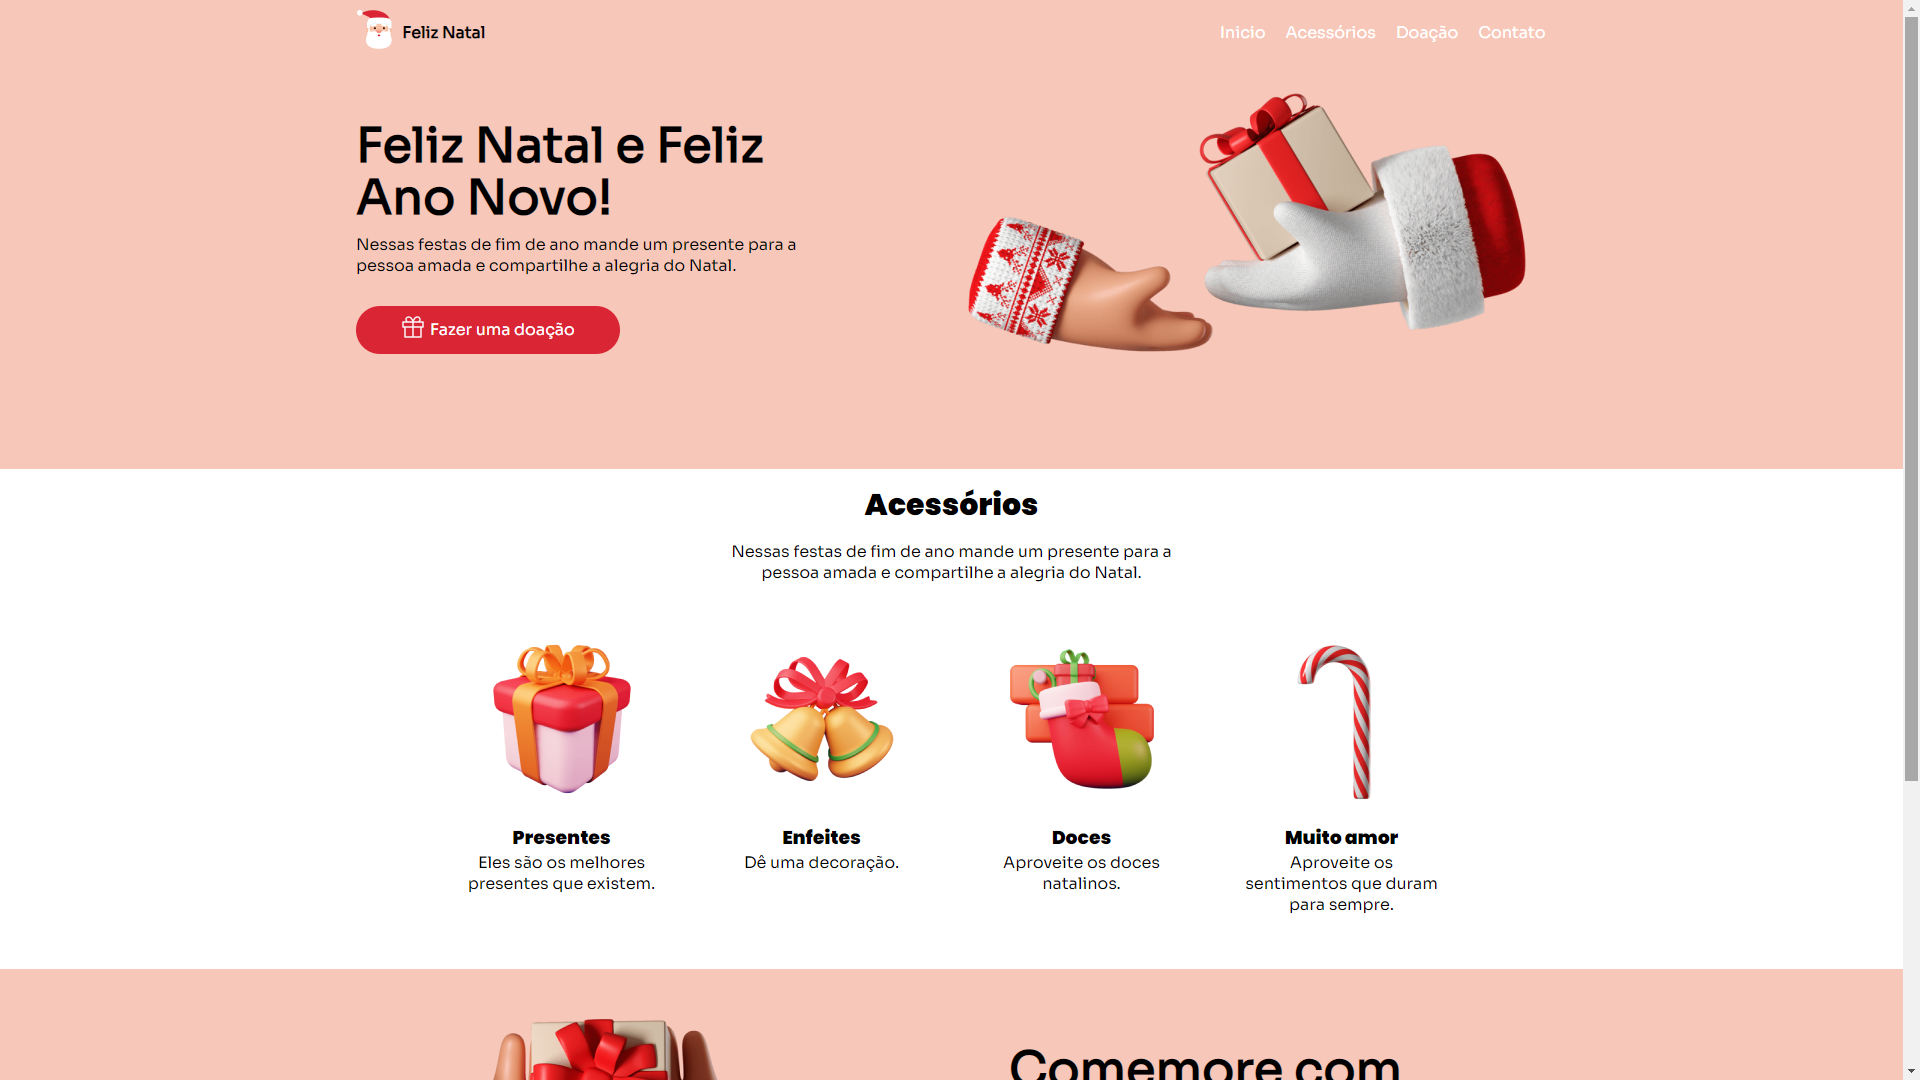 Feliz Natal
Inicio
Acessórios
Doação
Contato
Feliz Natal e Feliz
Ano Novo!
Nessas festas de fim de ano mande um presente para a
pessoa amada e compartilhe a alegria do Natal.
Fazer uma doação
Acessórios
Nessas festas de fim de ano mande um presente para a
pessoa amada e compartilhe a alegria do Natal.
Presentes
Eles são os melhores
presentes que existem.
Enfeites
Dê uma decoração.
Doces
Aproveite os doces
natalinos.
Muito amor
Aproveite os
sentimentos que duram
para sempre.
Comemore com